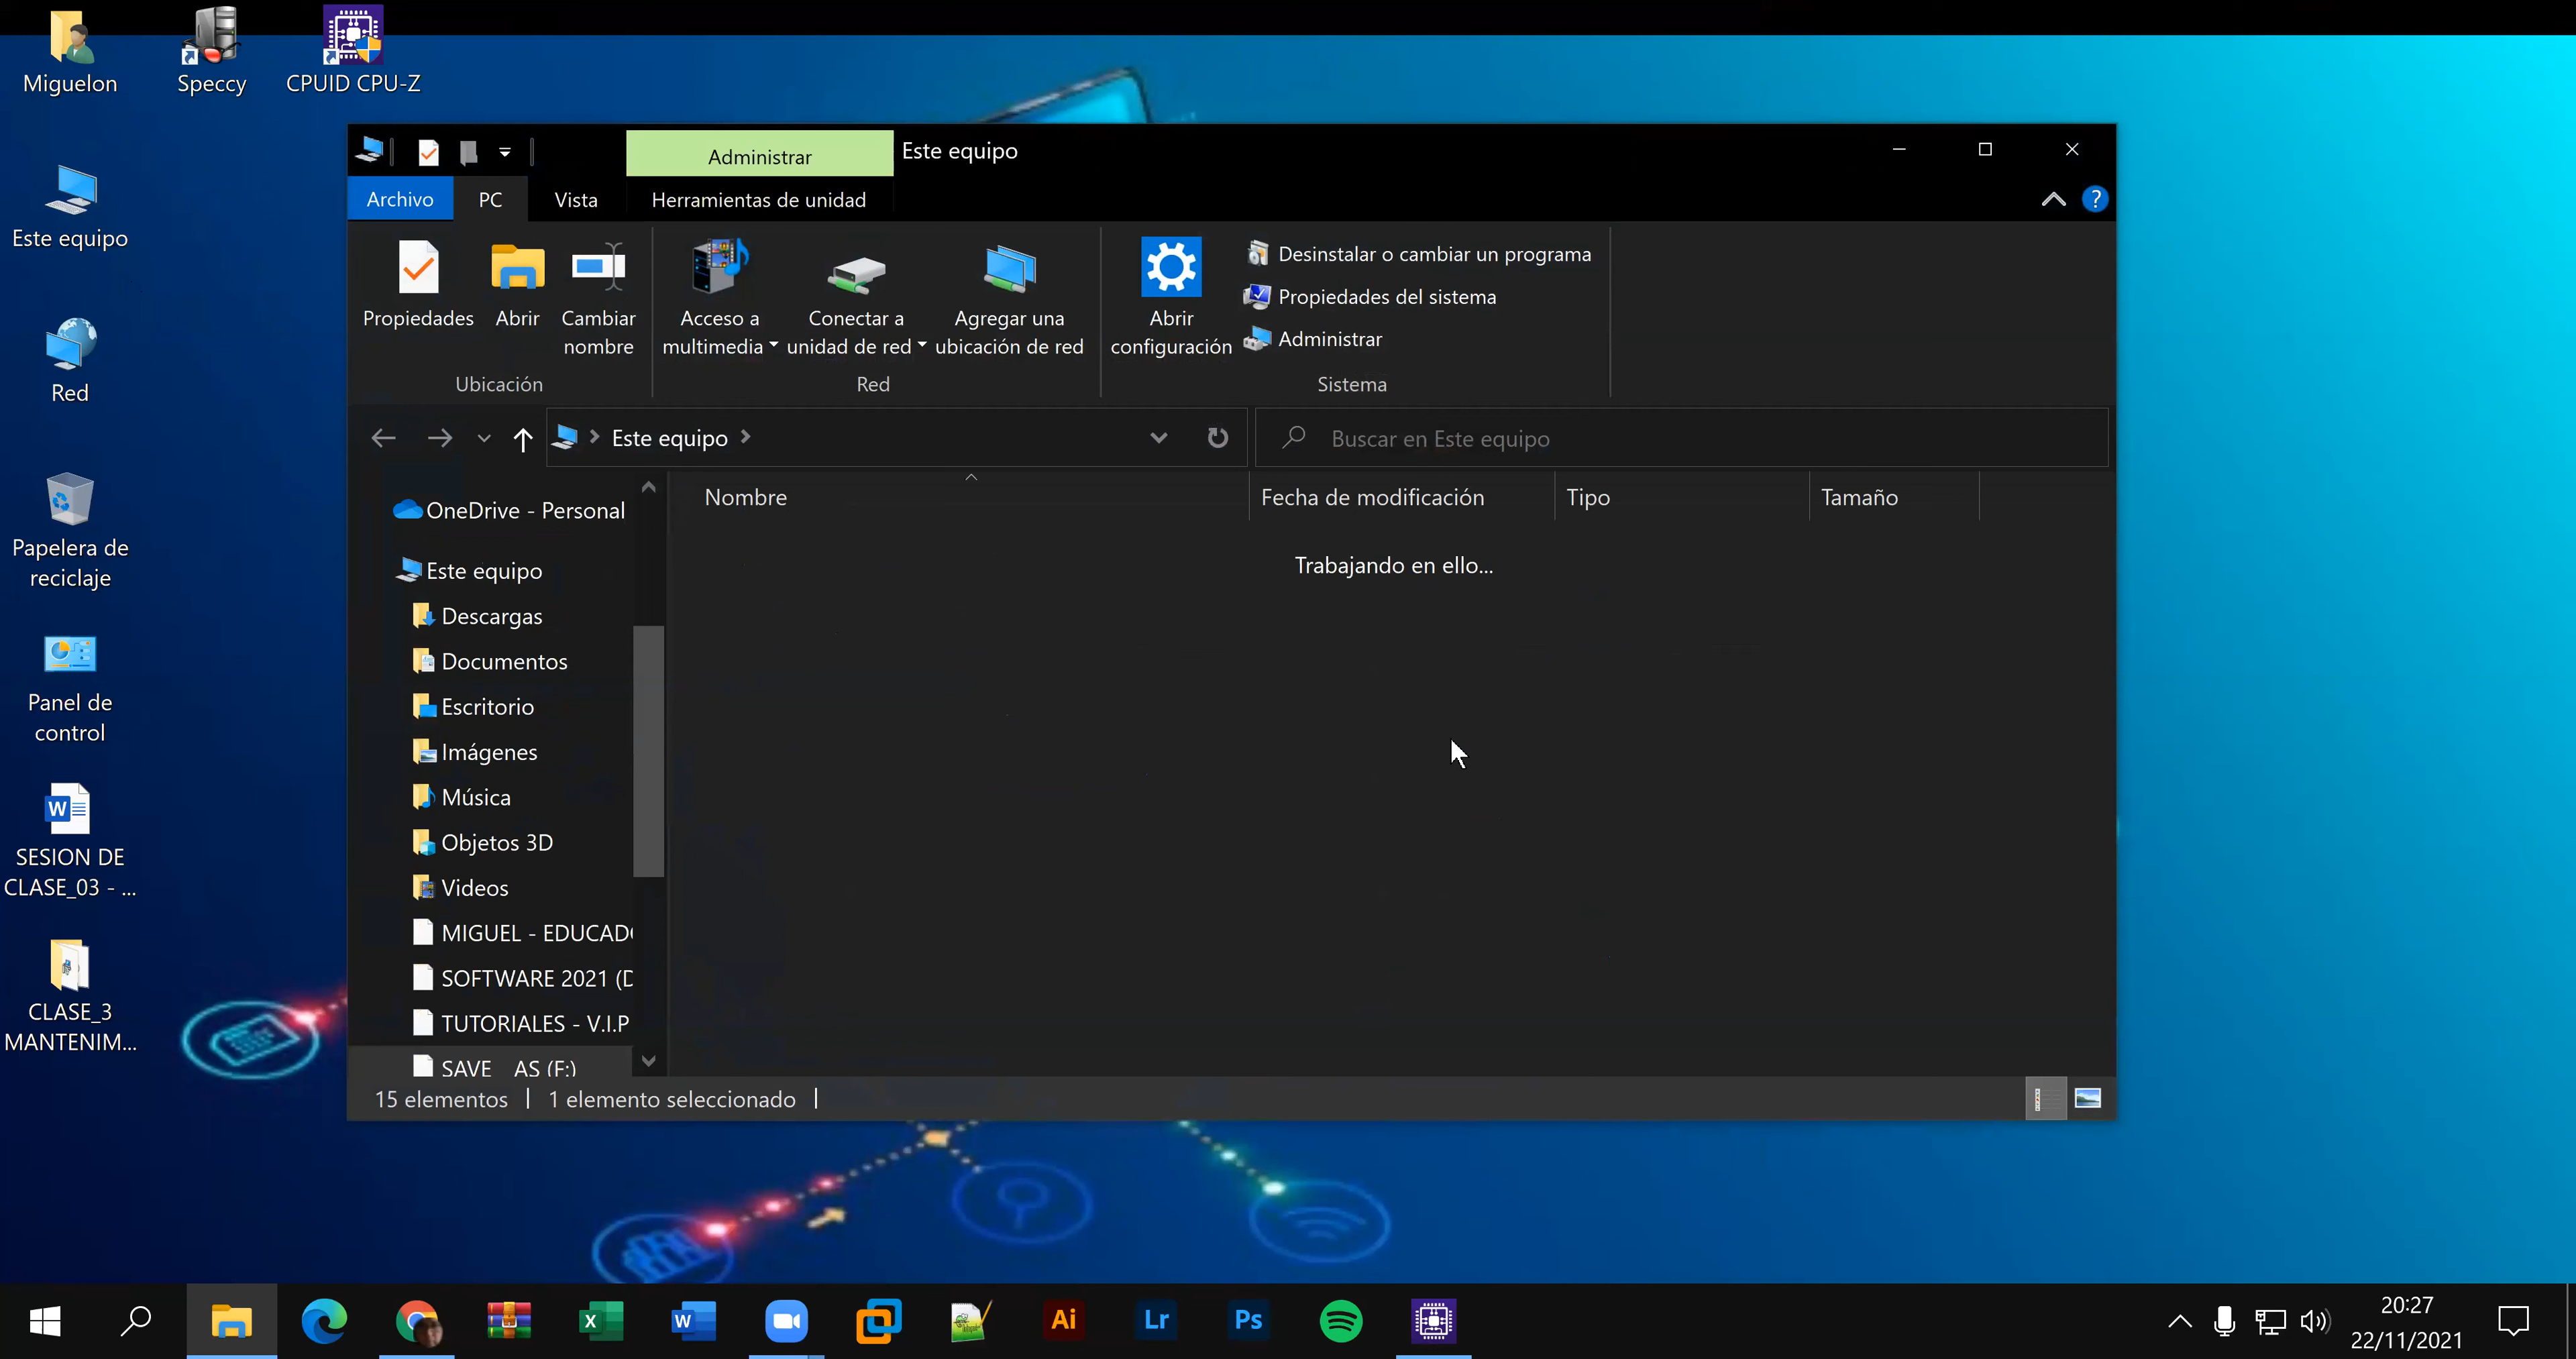 Miguelon
Speccy
CPUID CPU-Z
Este equipo
Red
Papelera de
reciclaje
Panel de
control
SESION DE
CLASE_03 - ...
CLASE_3
MANTENIM...
Administrar
Este equipo
Archivo
PC
Vista
Herramientas de unidad
?
Propiedades
Abrir
Cambiar
nombre
Ubicación
Acceso a
multimedia
Conectar a
unidad de red
Agregar una
ubicación de red
Red
Abrir
configuración
Desinstalar o cambiar un programa
Propiedades del sistema
Administrar
Sistema
Este equipo
Buscar en Este equipo
Nombre
Fecha de modificación
Tipo
Tamaño
Trabajando en ello...
OneDrive - Personal
Este equipo
Descargas
Documentos
Escritorio
Imágenes
Música
Objetos 3D
Videos
MIGUEL - EDUCADO
SOFTWARE 2021 (D
TUTORIALES - V.I.P
SAVE__AS (F:)
15 elementos
1 elemento seleccionado
Ai
Lr
Ps
20:27
22/11/2021